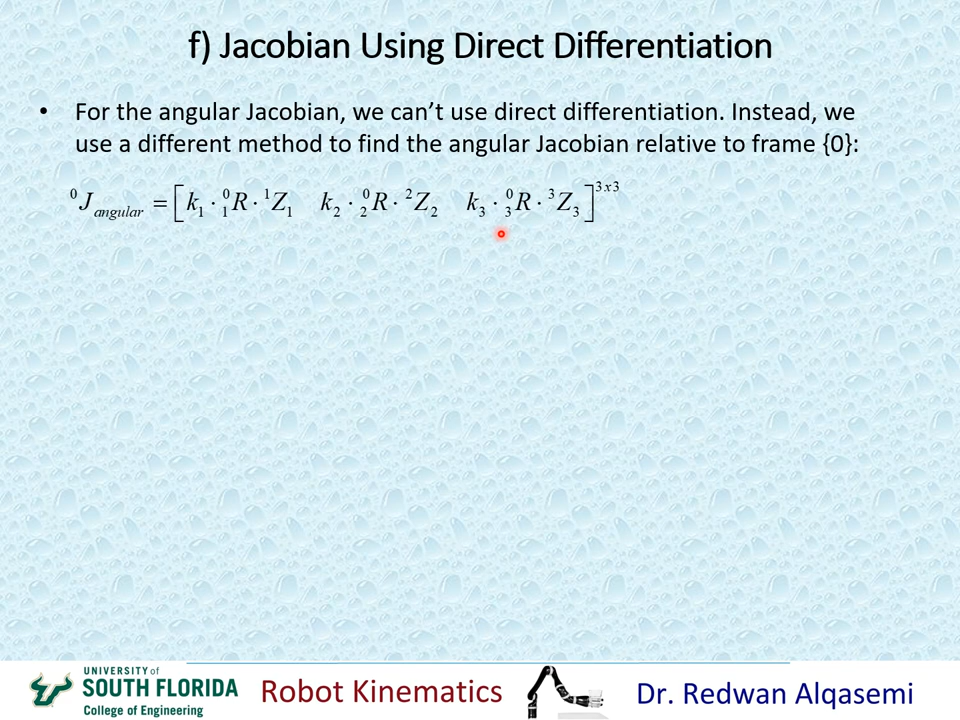 f) Jacobian Using Direct Differentiation
• For the angular Jacobian, we can’t use direct differentiation. Instead, we
use a different method to find the angular Jacobian relative to frame {0}:
⁰J_angular = [k₁ · ⁰₁R · ¹Z₁  k₂ · ⁰₂R · ²Z₂  k₃ · ⁰₃R · ³Z₃]³ˣ³
UNIVERSITY of
SOUTH FLORIDA
College of Engineering
Robot Kinematics
Dr. Redwan Alqasemi